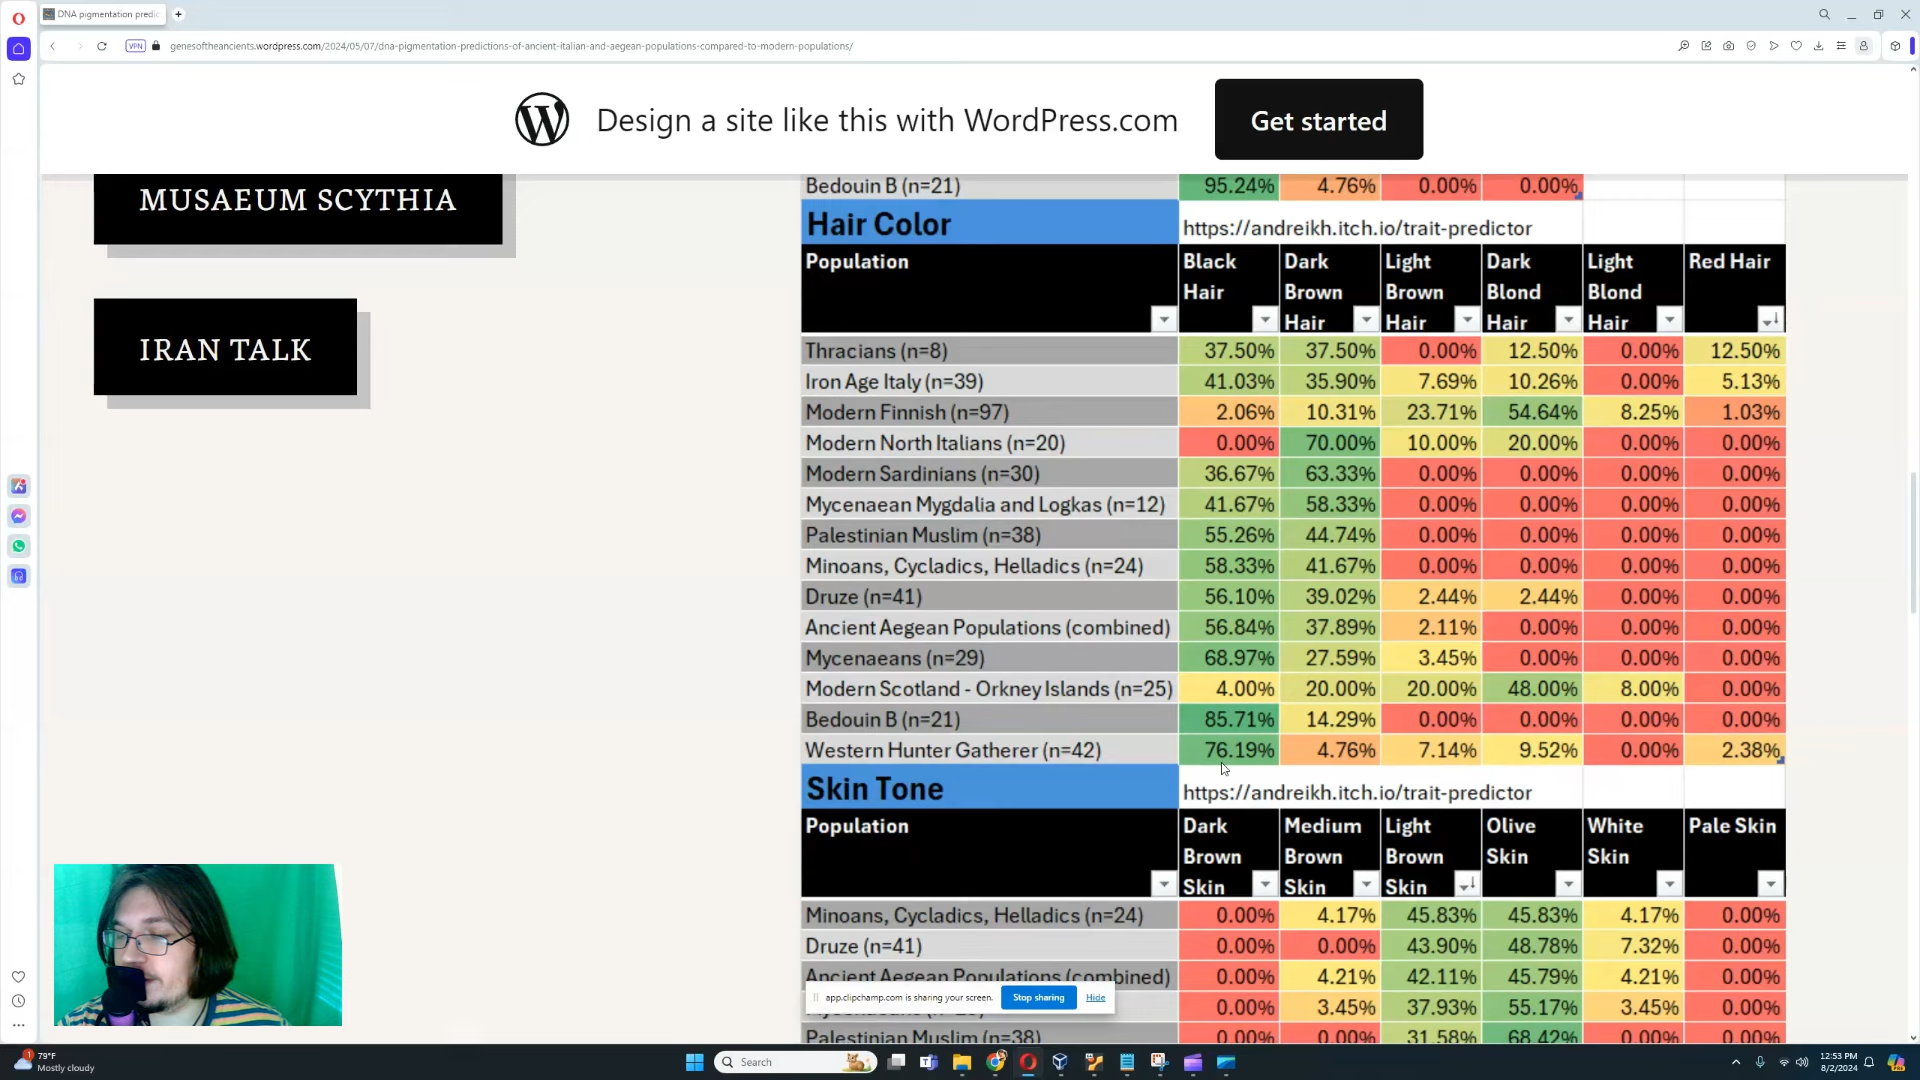 DNA pigmentation predic
VPN
genesoftheancients.wordpress.com/2024/05/07/dna-pigmentation-predictions-of-ancient-italian-and-aegean-populations-compared-to-modern-populations/
Design a site like this with WordPress.com
Get started
MUSAEUM SCYTHIA
IRAN TALK
Bedouin B (n=21) 95.24% 4.76% 0.00% 0.00%
Hair Color https://andreikh.itch.io/trait-predictor
Population Black Hair Dark Brown Hair Light Brown Hair Dark Blond Hair Light Blond Hair Red Hair
Thracians (n=8) 37.50% 37.50% 0.00% 12.50% 0.00% 12.50%
Iron Age Italy (n=39) 41.03% 35.90% 7.69% 10.26% 0.00% 5.13%
Modern Finnish (n=97) 2.06% 10.31% 23.71% 54.64% 8.25% 1.03%
Modern North Italians (n=20) 0.00% 70.00% 10.00% 20.00% 0.00% 0.00%
Modern Sardinians (n=30) 36.67% 63.33% 0.00% 0.00% 0.00% 0.00%
Mycenaean Mygdalia and Logkas (n=12) 41.67% 58.33% 0.00% 0.00% 0.00% 0.00%
Palestinian Muslim (n=38) 55.26% 44.74% 0.00% 0.00% 0.00% 0.00%
Minoans, Cycladics, Helladics (n=24) 58.33% 41.67% 0.00% 0.00% 0.00% 0.00%
Druze (n=41) 56.10% 39.02% 2.44% 2.44% 0.00% 0.00%
Ancient Aegean Populations (combined) 56.84% 37.89% 2.11% 0.00% 0.00% 0.00%
Mycenaeans (n=29) 68.97% 27.59% 3.45% 0.00% 0.00% 0.00%
Modern Scotland - Orkney Islands (n=25) 4.00% 20.00% 20.00% 48.00% 8.00% 0.00%
Bedouin B (n=21) 85.71% 14.29% 0.00% 0.00% 0.00% 0.00%
Western Hunter Gatherer (n=42) 76.19% 4.76% 7.14% 9.52% 0.00% 2.38%
Skin Tone https://andreikh.itch.io/trait-predictor
Population Dark Brown Skin Medium Brown Skin Light Brown Skin Olive Skin White Skin Pale Skin
Minoans, Cycladics, Helladics (n=24) 0.00% 4.17% 45.83% 45.83% 4.17% 0.00%
Druze (n=41) 0.00% 0.00% 43.90% 48.78% 7.32% 0.00%
Ancient Aegean Populations (combined) 0.00% 4.21% 42.11% 45.79% 4.21% 0.00%
0.00% 3.45% 37.93% 55.17% 3.45% 0.00%
Palestinian Muslim (n=38) 0.00% 0.00% 31.58% 68.42% 0.00% 0.00%
app.clipchamp.com is sharing your screen. Stop sharing Hide
1
79°F
Mostly cloudy
Search
12:53 PM
8/2/2024